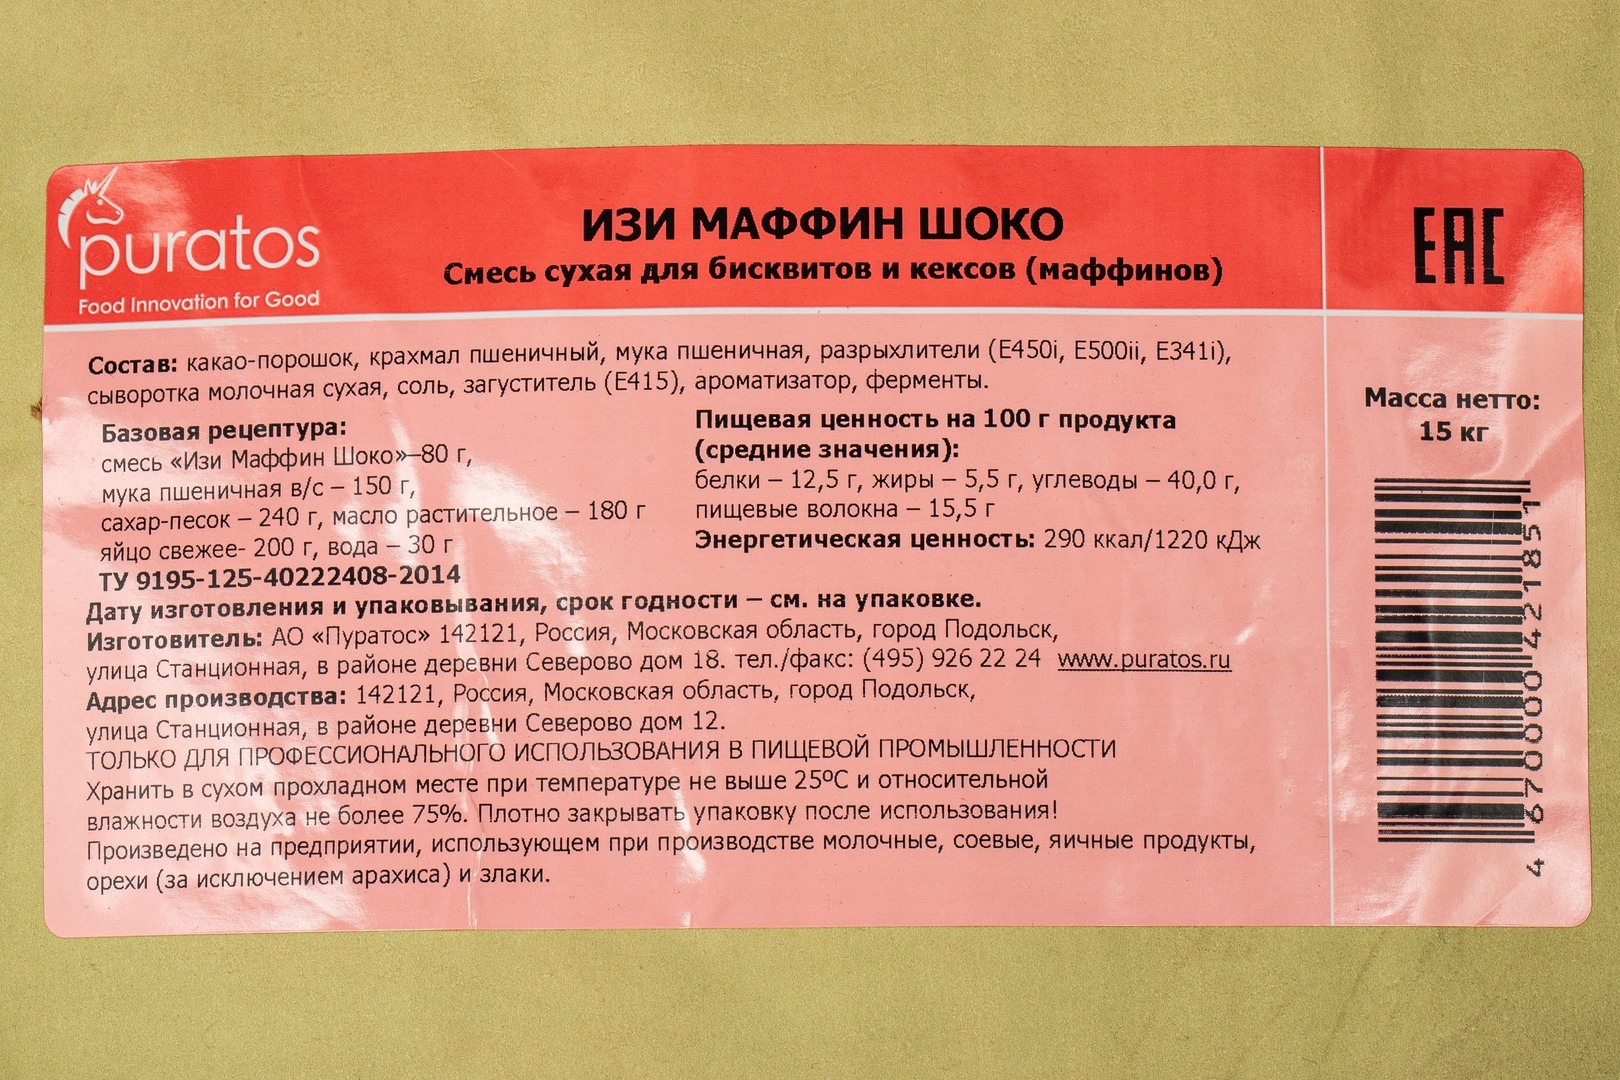 puratos
Food Innovation for Good
ИЗИ МАФФИН ШОКО
Смесь сухая для бисквитов и кексов (маффинов)
ЕАС
Состав: какао-порошок, крахмал пшеничный, мука пшеничная, разрыхлители (Е450i, Е500ii, Е341i),
сыворотка молочная сухая, соль, загуститель (Е415), ароматизатор, ферменты.
Базовая рецептура:
смесь «Изи Маффин Шоко»–80 г,
мука пшеничная в/с – 150 г,
сахар-песок – 240 г, масло растительное – 180 г
яйцо свежее- 200 г, вода – 30 г
ТУ 9195-125-40222408-2014
Пищевая ценность на 100 г продукта
(средние значения):
белки – 12,5 г, жиры – 5,5 г, углеводы – 40,0 г,
пищевые волокна – 15,5 г
Энергетическая ценность: 290 ккал/1220 кДж
Дату изготовления и упаковывания, срок годности – см. на упаковке.
Изготовитель: АО «Пуратос» 142121, Россия, Московская область, город Подольск,
улица Станционная, в районе деревни Северово дом 18. тел./факс: (495) 926 22 24 www.puratos.ru
Адрес производства: 142121, Россия, Московская область, город Подольск,
улица Станционная, в районе деревни Северово дом 12.
ТОЛЬКО ДЛЯ ПРОФЕССИОНАЛЬНОГО ИСПОЛЬЗОВАНИЯ В ПИЩЕВОЙ ПРОМЫШЛЕННОСТИ
Хранить в сухом прохладном месте при температуре не выше 25ºС и относительной
влажности воздуха не более 75%. Плотно закрывать упаковку после использования!
Произведено на предприятии, использующем при производстве молочные, соевые, яичные продукты,
орехи (за исключением арахиса) и злаки.
Масса нетто:
15 кг
4 670000 421851